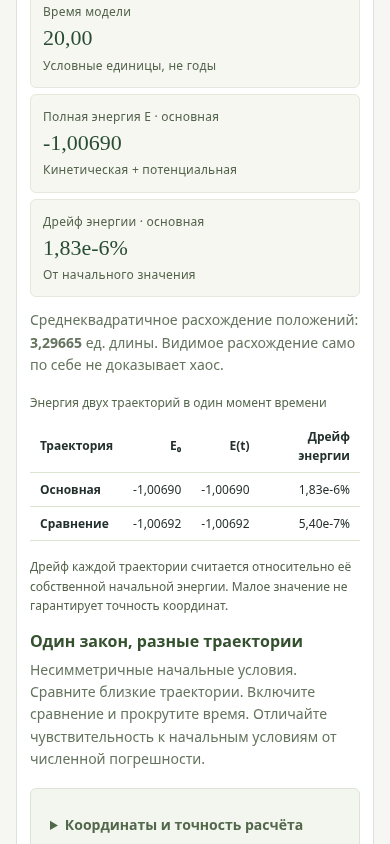 Время модели
20,00
Условные единицы, не годы
Полная энергия E · основная
-1,00690
Кинетическая + потенциальная
Дрейф энергии · основная
1,83e-6%
От начального значения
Среднеквадратичное расхождение положений:
3,29665 ед. длины. Видимое расхождение само
по себе не доказывает хаос.
Энергия двух траекторий в один момент времени
Траектория E₀ E(t) Дрейф
энергии
Основная -1,00690 -1,00690 1,83e-6%
Сравнение -1,00692 -1,00692 5,40e-7%
Дрейф каждой траектории считается относительно её
собственной начальной энергии. Малое значение не
гарантирует точность координат.
Один закон, разные траектории
Несимметричные начальные условия.
Сравните близкие траектории. Включите
сравнение и прокрутите время. Отличайте
чувствительность к начальным условиям от
численной погрешности.
Координаты и точность расчёта